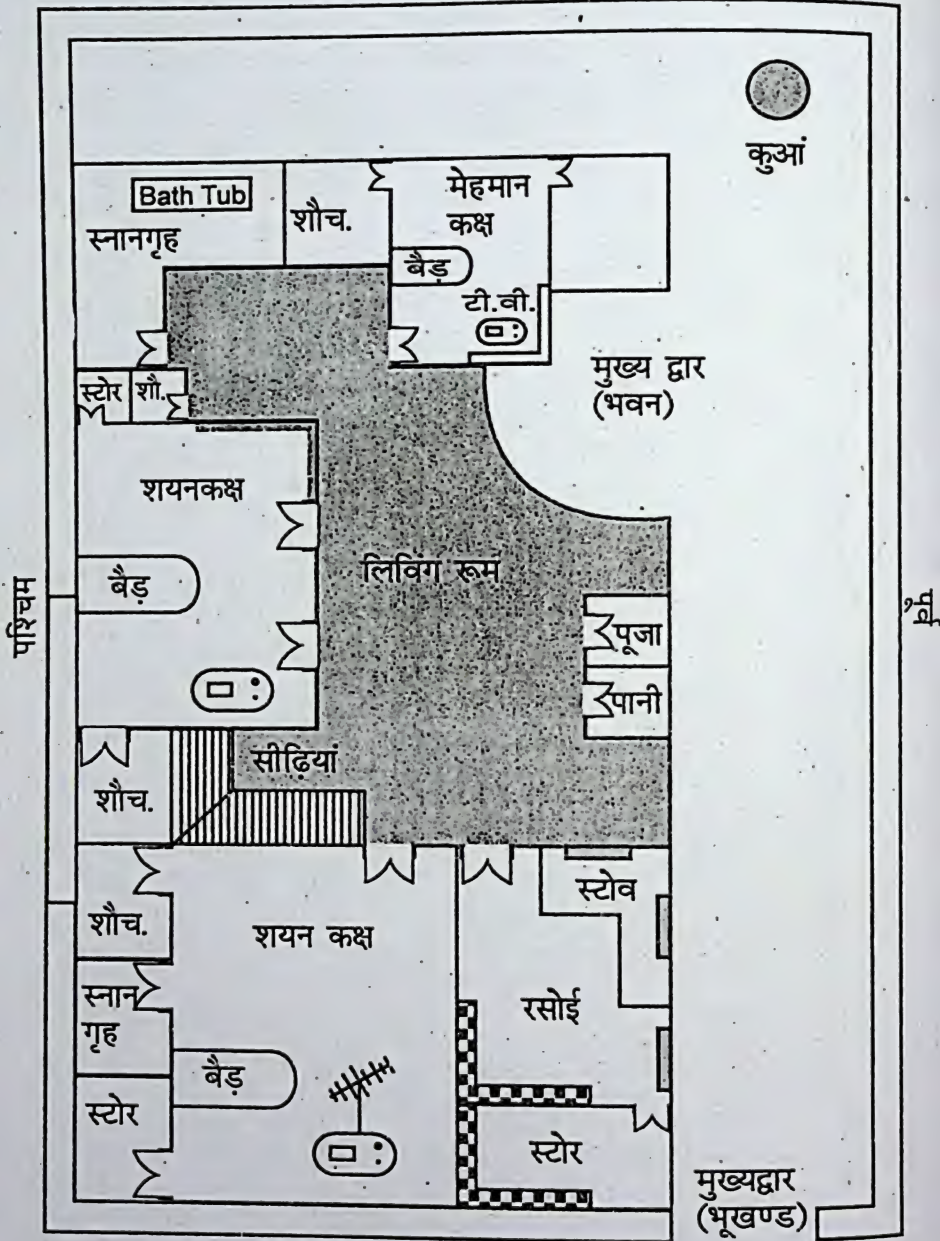 कुआं
Bath Tub
स्नानगृह
शौच.
मेहमान
कक्ष
बैड़
टी.वी.
मुख्य द्वार
(भवन)
स्टोर
शौ.
शयनकक्ष
बैड़
लिविंग रूम
पश्चिम
पूर्व
पूजा
पानी
सीढ़ियां
शौच.
स्टोव
शौच.
शयन कक्ष
स्नान
गृह
रसोई
बैड़
स्टोर
स्टोर
मुख्यद्वार
(भूखण्ड)